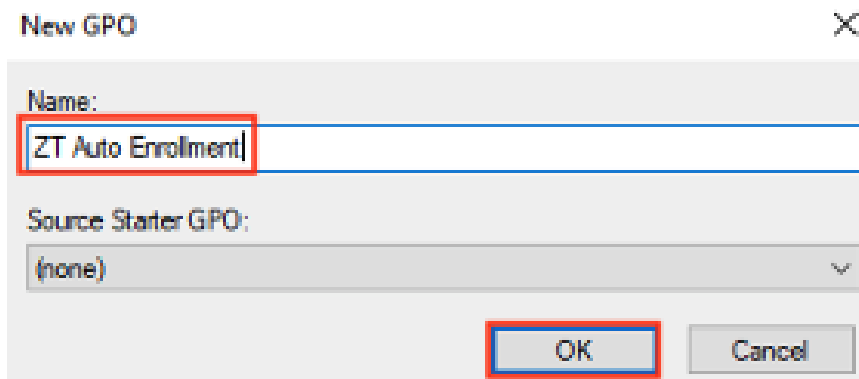 New GPO
Name:
ZT Auto Enrollment
Source Starter GPO:
(none)
OK Cancel